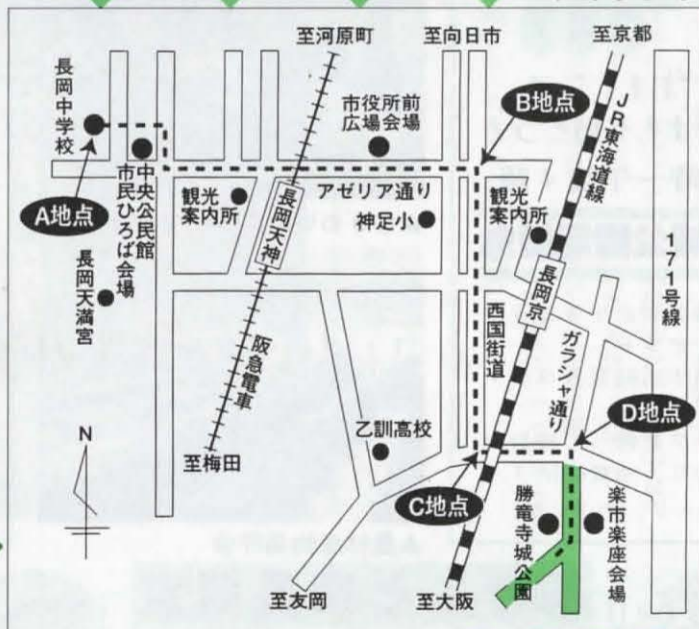 至河原町
至向日市
至京都
長岡中学校
市役所前
広場会場
B地点
JR東海道線
中央公民館
市民ひろば会場
A地点
観光
案内所
長岡天神
アゼリア通り
神足小
観光
案内所
171号線
長岡天満宮
長岡京
西国街道
ガラシャ通り
阪急電車
N
乙訓高校
D地点
至梅田
C地点
勝竜寺城公園
楽市楽座会場
至友岡
至大阪